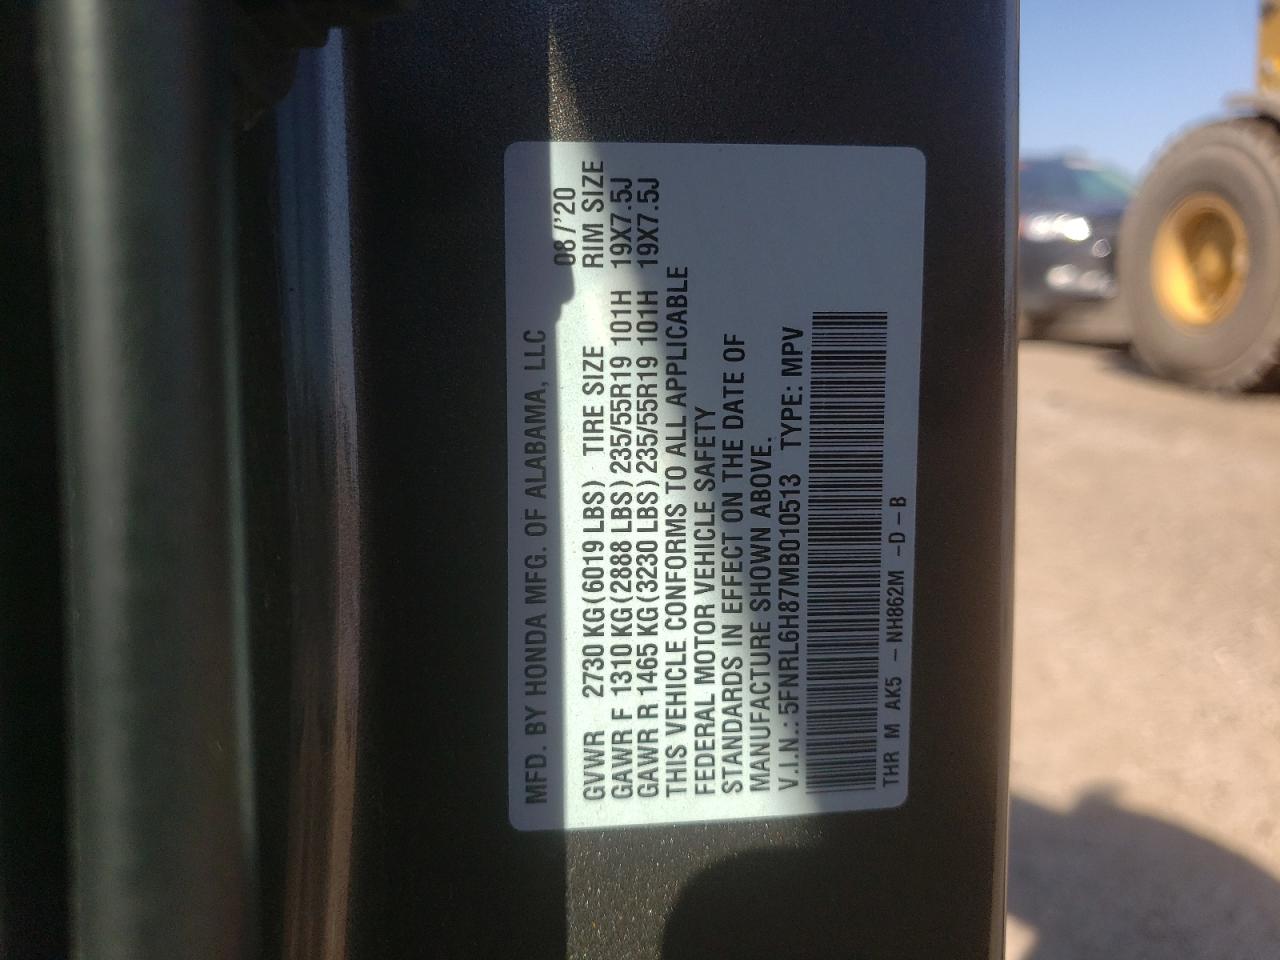 MFD. BY HONDA MFG. OF ALABAMA, LLC 08/'20
GVWR 2730 KG (6019 LBS) TIRE SIZE RIM SIZE
GAWR F 1310 KG (2888 LBS) 235/55R19 101H 19X7.5J
GAWR R 1465 KG (3230 LBS) 235/55R19 101H 19X7.5J
THIS VEHICLE CONFORMS TO ALL APPLICABLE
FEDERAL MOTOR VEHICLE SAFETY
STANDARDS IN EFFECT ON THE DATE OF
MANUFACTURE SHOWN ABOVE.
V.I.N.: 5FNRL6H87MB010513 TYPE: MPV
THR M AK5 – NH862M – D – B